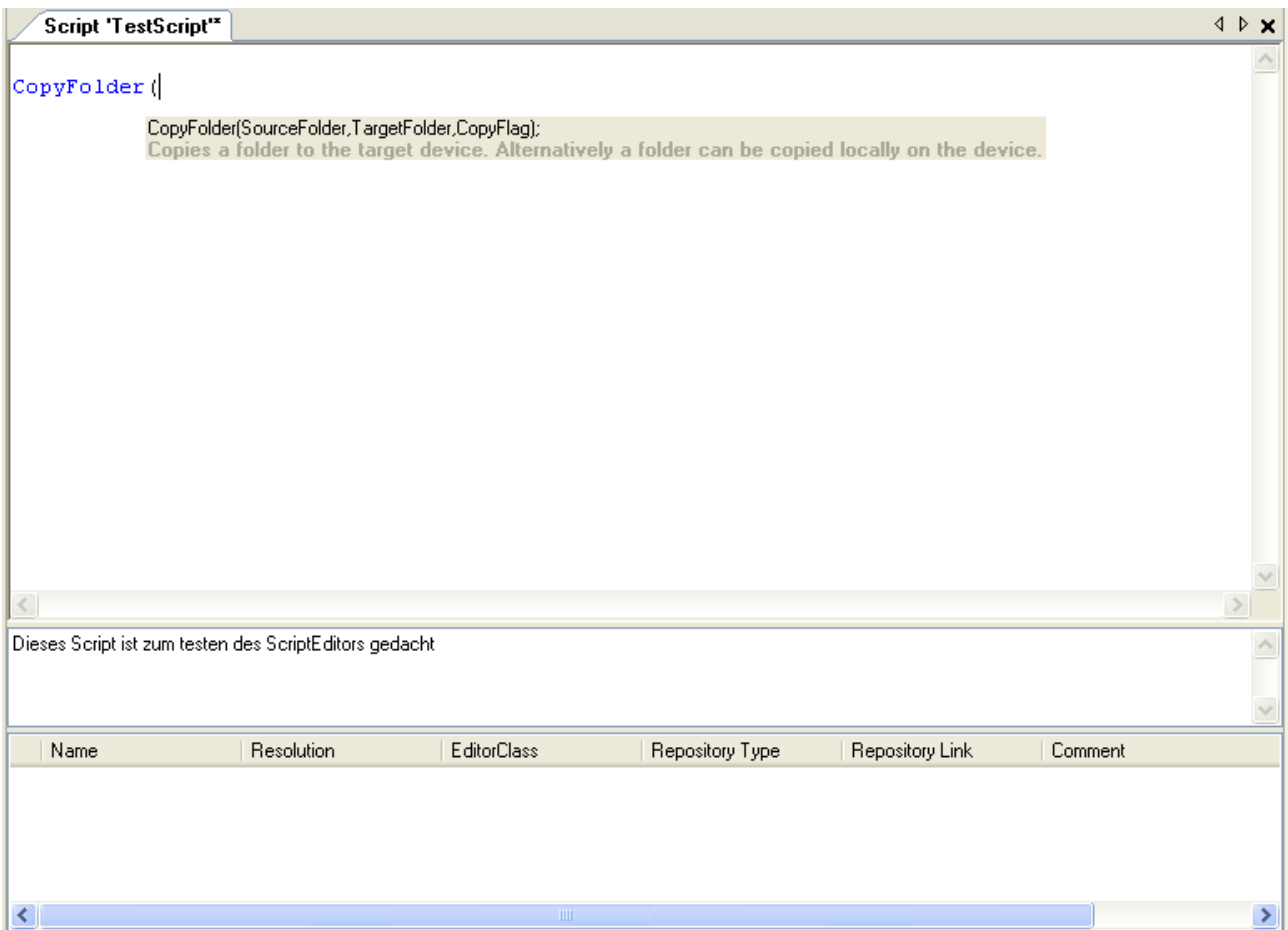 Script 'TestScript'*
CopyFolder(
CopyFolder(SourceFolder,TargetFolder,CopyFlag);
Copies a folder to the target device. Alternatively a folder can be copied locally on the device.
Dieses Script ist zum testen des ScriptEditors gedacht
Name Resolution EditorClass Repository Type Repository Link Comment